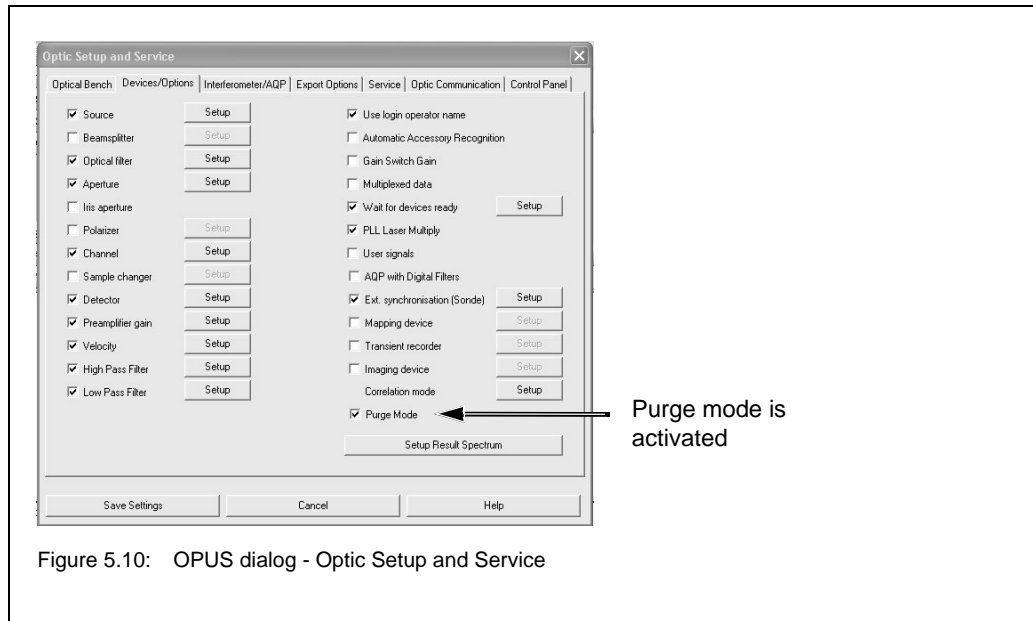 Optic Setup and Service
Optical Bench Devices/Options Interferometer/AQP Export Options Service Optic Communication Control Panel
Source Setup Use login operator name
Beamsplitter Setup Automatic Accessory Recognition
Optical filter Setup Gain Switch Gain
Aperture Setup Multiplexed data
Iris aperture Wait for devices ready Setup
Polarizer Setup PLL Laser Multiply
Channel Setup User signals
Sample changer Setup AQP with Digital Filters
Detector Setup Ext. synchronisation (Sonde) Setup
Preamplifier gain Setup Mapping device Setup
Velocity Setup Transient recorder Setup
High Pass Filter Setup Imaging device Setup
Low Pass Filter Setup Correlation mode Setup
Purge Mode
Purge mode is
activated
Setup Result Spectrum
Save Settings Cancel Help
Figure 5.10: OPUS dialog - Optic Setup and Service